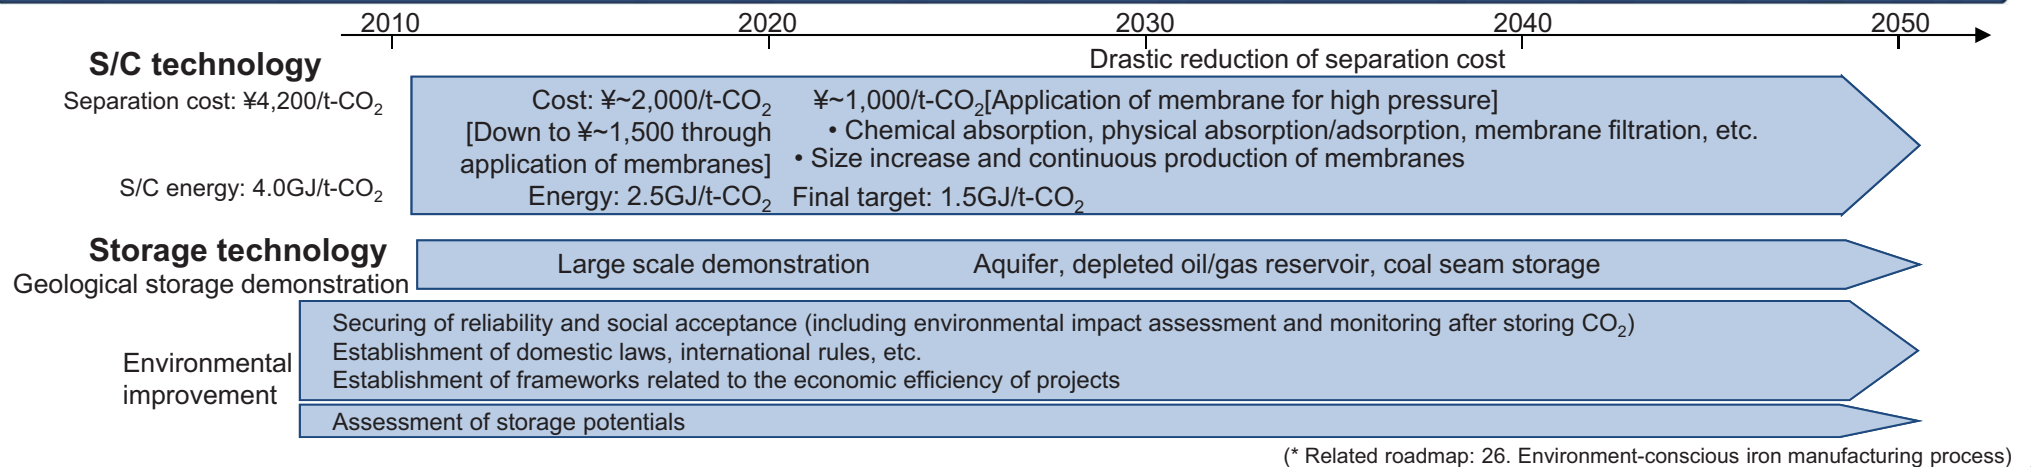 2010 2020 2030 2040 2050
Drastic reduction of separation cost
S/C technology
Separation cost: ¥4,200/t-CO₂
S/C energy: 4.0GJ/t-CO₂
Cost: ¥~2,000/t-CO₂
[Down to ¥~1,500 through
application of membranes]
Energy: 2.5GJ/t-CO₂
¥~1,000/t-CO₂[Application of membrane for high pressure]
• Chemical absorption, physical absorption/adsorption, membrane filtration, etc.
• Size increase and continuous production of membranes
Final target: 1.5GJ/t-CO₂
Storage technology
Geological storage demonstration
Large scale demonstration
Aquifer, depleted oil/gas reservoir, coal seam storage
Environmental
improvement
Securing of reliability and social acceptance (including environmental impact assessment and monitoring after storing CO₂)
Establishment of domestic laws, international rules, etc.
Establishment of frameworks related to the economic efficiency of projects
Assessment of storage potentials
(* Related roadmap: 26. Environment-conscious iron manufacturing process)